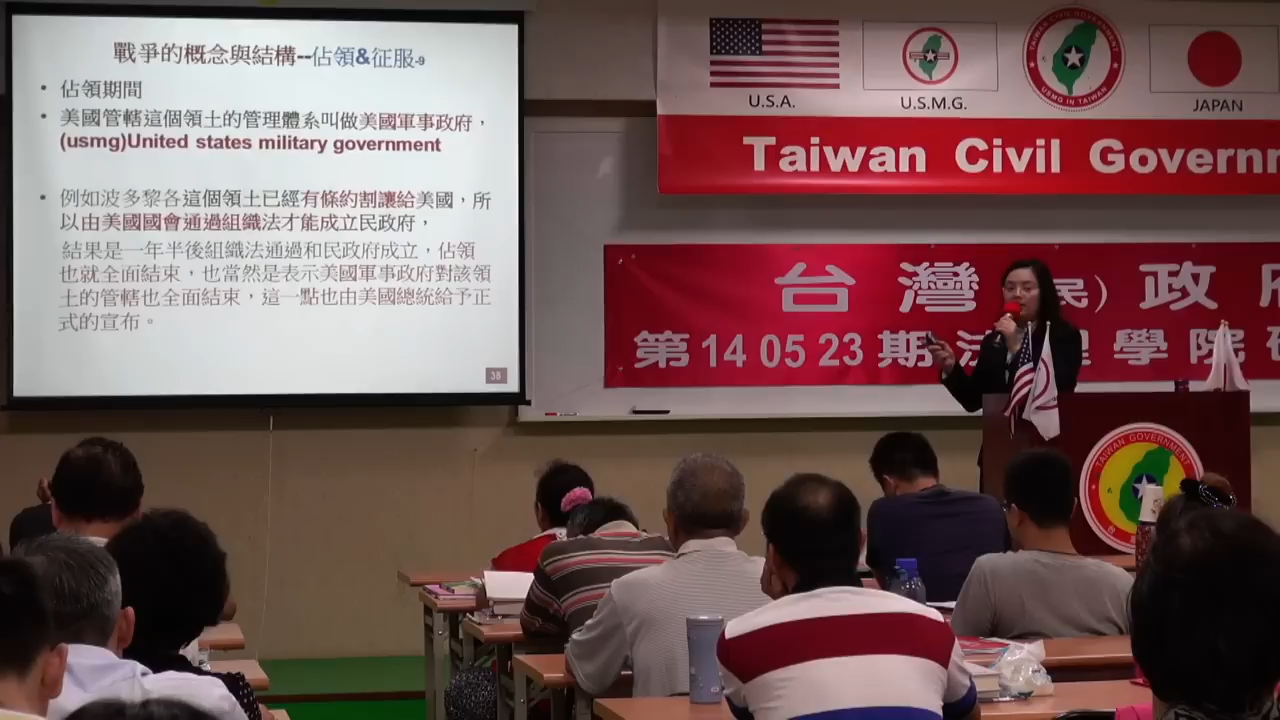 戰爭的概念與結構--佔領&征服-9
• 佔領期間
• 美國管轄這個領土的管理體系叫做美國軍事政府，
(usmg)United states military government
• 例如波多黎各這個領土已經有條約割讓給美國，所
以由美國國會通過組織法才能成立民政府，
結果是一年半後組織法通過和民政府成立，佔領
也就全面結束，也當然是表示美國軍事政府對該領
土的管轄也全面結束，這一點也由美國總統給予正
式的宣布。
38
U.S.A.
U.S.M.G.
TAIWAN CIVIL GOVERNMENT
USMG IN TAIWAN
JAPAN
Taiwan Civil Govern
台灣 民) 政
第 14 05 23 期 法 理 學 院
TAIWAN GOVERNMENT